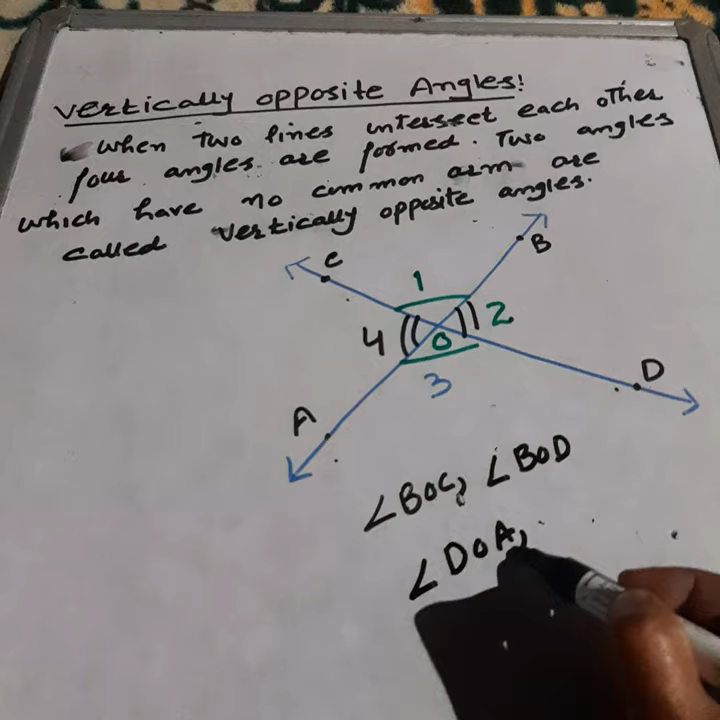 Vertically opposite Angles!
when two lines intersect each other
four angles are formed. Two angles
which have no common arm are
called vertically opposite angles.
C
B
1
4
2
O
3
D
A
∠BOC, ∠BOD
∠DOA,